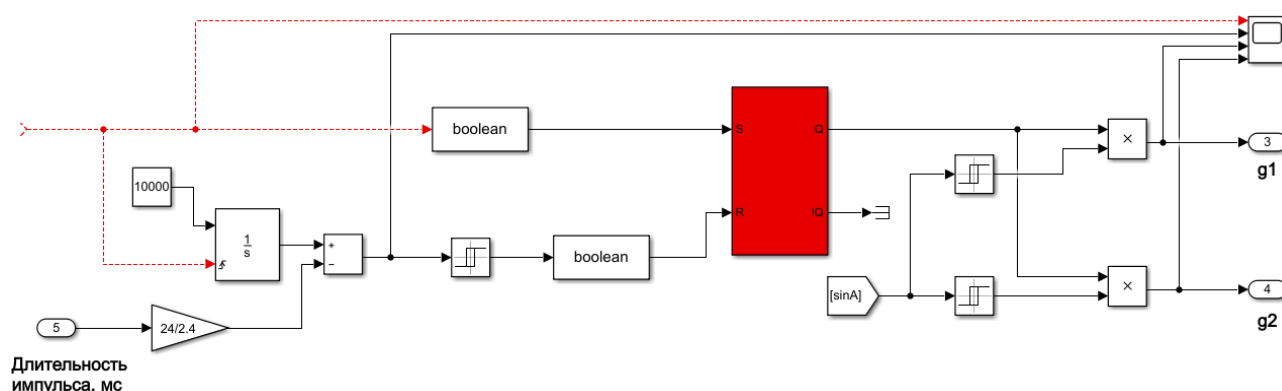 boolean
S
Q
×
3
g1
10000
1
s
+
−
R
!Q
boolean
[sinA]
×
4
g2
5
24/2.4
Длительность
импульса, мс